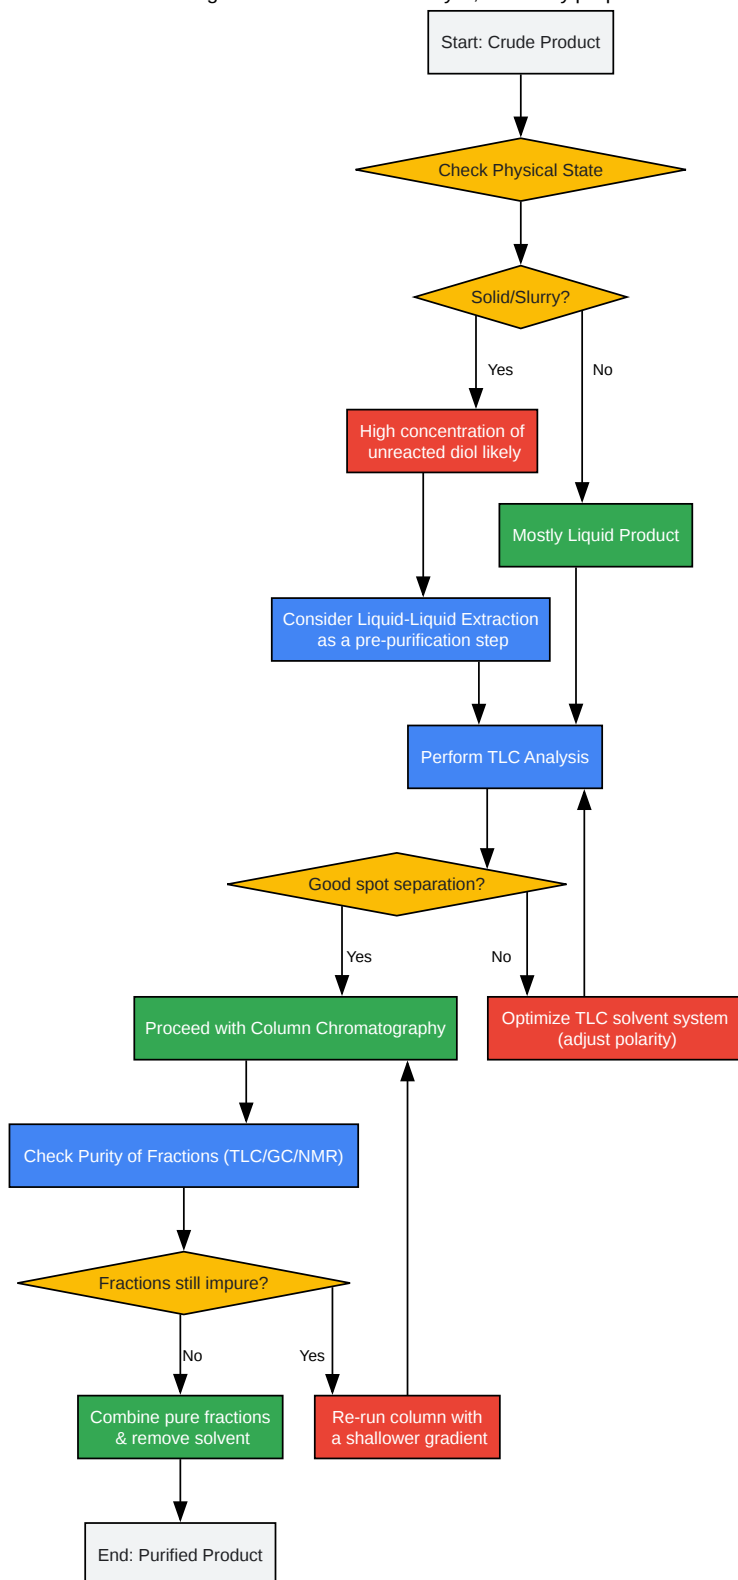 Start: Crude Product
Check Physical State
Solid/Slurry?
Yes
No
High concentration of
unreacted diol likely
Mostly Liquid Product
Consider Liquid-Liquid Extraction
as a pre-purification step
Perform TLC Analysis
Good spot separation?
Yes
No
Proceed with Column Chromatography
Optimize TLC solvent system
(adjust polarity)
Check Purity of Fractions (TLC/GC/NMR)
Fractions still impure?
No
Yes
Combine pure fractions
& remove solvent
Re-run column with
a shallower gradient
End: Purified Product